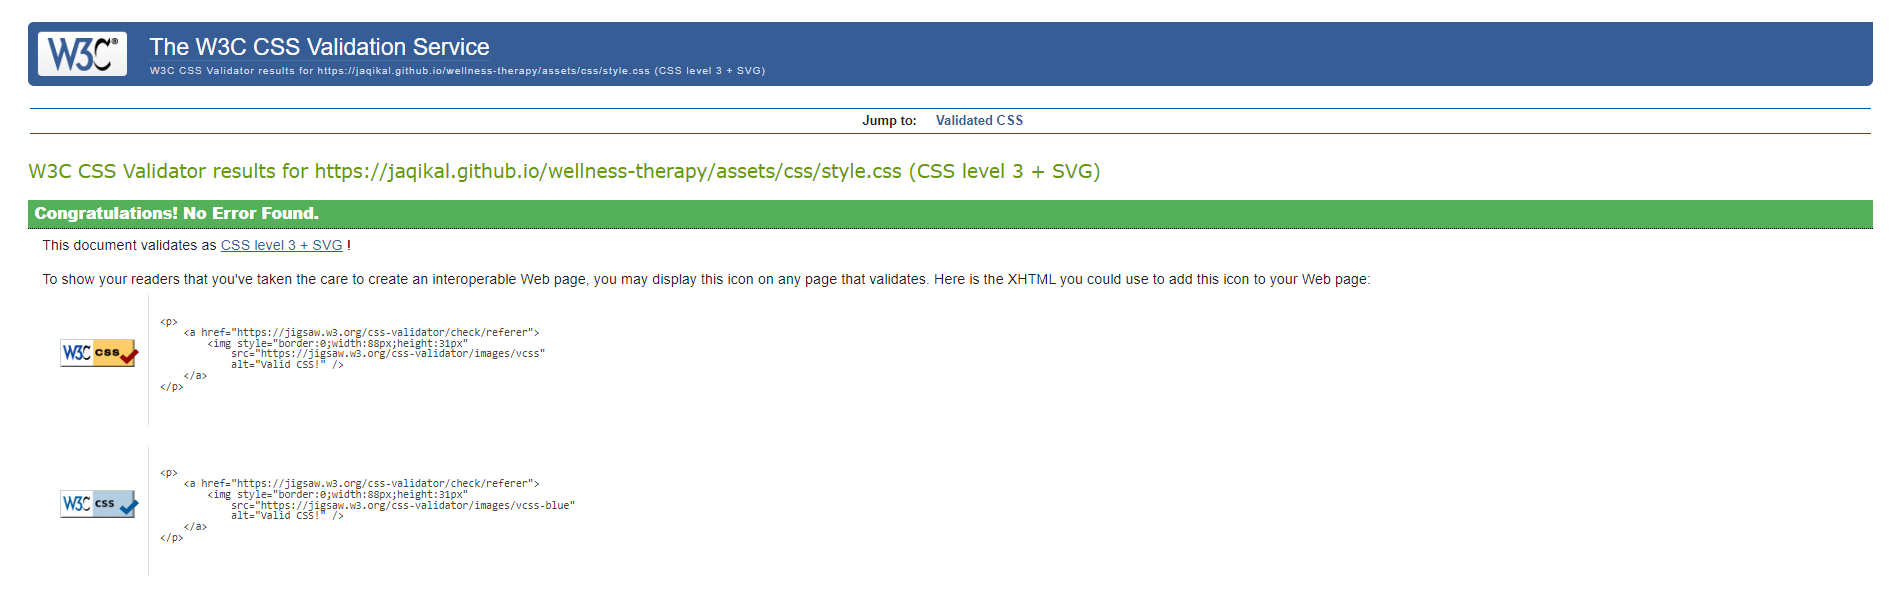 W3C®
The W3C CSS Validation Service
W3C CSS Validator results for https://jaqikal.github.io/wellness-therapy/assets/css/style.css (CSS level 3 + SVG)
Jump to: Validated CSS
W3C CSS Validator results for https://jaqikal.github.io/wellness-therapy/assets/css/style.css (CSS level 3 + SVG)
Congratulations! No Error Found.
This document validates as CSS level 3 + SVG !
To show your readers that you've taken the care to create an interoperable Web page, you may display this icon on any page that validates. Here is the XHTML you could use to add this icon to your Web page:
W3C css
<p>
<a href="https://jigsaw.w3.org/css-validator/check/referer">
<img style="border:0;width:88px;height:31px"
src="https://jigsaw.w3.org/css-validator/images/vcss"
alt="Valid CSS!" />
</a>
</p>
W3C css
<p>
<a href="https://jigsaw.w3.org/css-validator/check/referer">
<img style="border:0;width:88px;height:31px"
src="https://jigsaw.w3.org/css-validator/images/vcss-blue"
alt="Valid CSS!" />
</a>
</p>